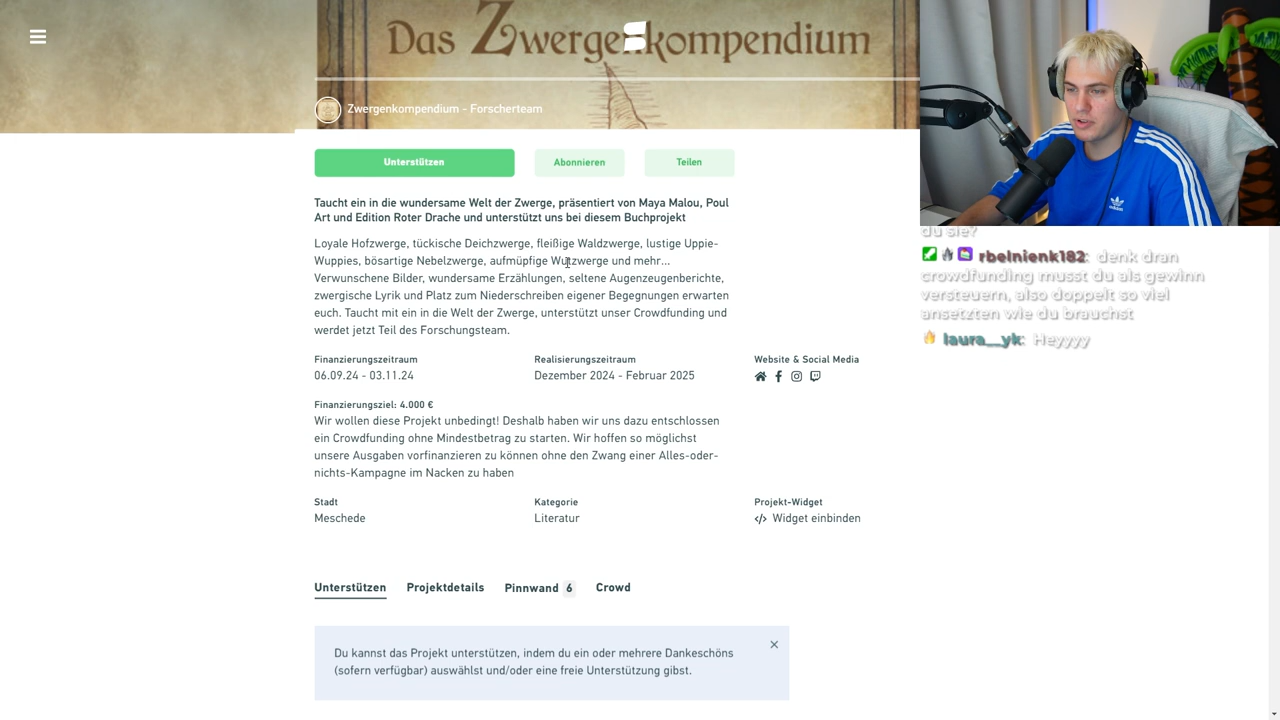 Das Zwergenkompendium
Zwergenkompendium - Forscherteam
Unterstützen
Abonnieren
Teilen
Taucht ein in die wundersame Welt der Zwerge, präsentiert von Maya Malou, Poul
Art und Edition Roter Drache und unterstützt uns bei diesem Buchprojekt
Loyale Hofzwerge, tückische Deichzwerge, fleißige Waldzwerge, lustige Uppie-
Wuppies, bösartige Nebelzwerge, aufmüpfige Wutzwerge und mehr...
Verwunschene Bilder, wundersame Erzählungen, seltene Augenzeugenberichte,
zwergische Lyrik und Platz zum Niederschreiben eigener Begegnungen erwarten
euch. Taucht mit ein in die Welt der Zwerge, unterstützt unser Crowdfunding und
werdet jetzt Teil des Forschungsteam.
Finanzierungszeitraum
06.09.24 - 03.11.24
Realisierungszeitraum
Dezember 2024 - Februar 2025
Website & Social Media
Finanzierungsziel: 4.000 €
Wir wollen diese Projekt unbedingt! Deshalb haben wir uns dazu entschlossen
ein Crowdfunding ohne Mindestbetrag zu starten. Wir hoffen so möglichst
unsere Ausgaben vorfinanzieren zu können ohne den Zwang einer Alles-oder-
nichts-Kampagne im Nacken zu haben
Stadt
Meschede
Kategorie
Literatur
Projekt-Widget
</> Widget einbinden
Unterstützen
Projektdetails
Pinnwand 6
Crowd
Du kannst das Projekt unterstützen, indem du ein oder mehrere Dankeschöns
(sofern verfügbar) auswählst und/oder eine freie Unterstützung gibst.
adidas
du sie?
rbelnienk182: denk dran
crowdfunding musst du als gewinn
versteuern, also doppelt so viel
ansetzten wie du brauchst
laura__yk: Heyyyy